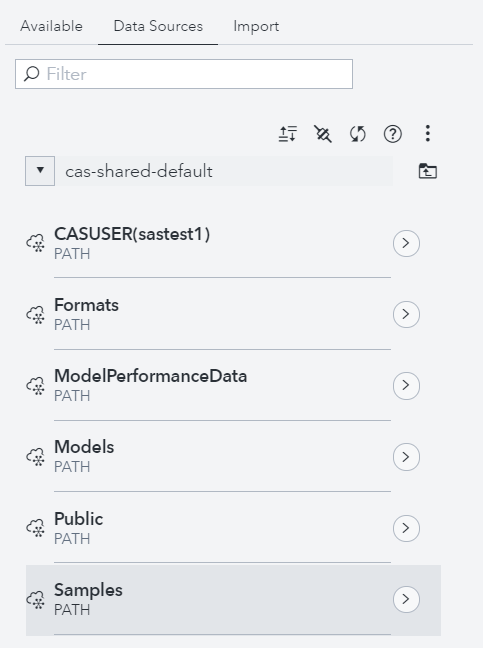 Available Data Sources Import
Filter
cas-shared-default
CASUSER(sastest1)
PATH
Formats
PATH
ModelPerformanceData
PATH
Models
PATH
Public
PATH
Samples
PATH